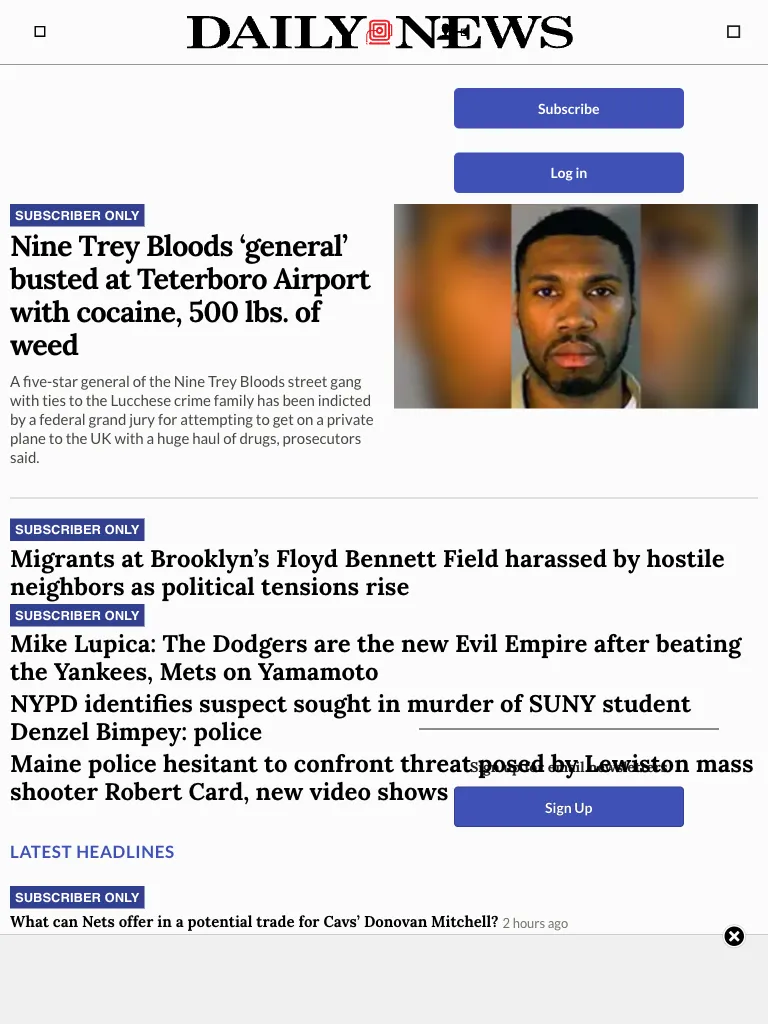 DAILY NEWS
Subscribe
Log in
SUBSCRIBER ONLY
Nine Trey Bloods ‘general’
busted at Teterboro Airport
with cocaine, 500 lbs. of
weed
A five-star general of the Nine Trey Bloods street gang
with ties to the Lucchese crime family has been indicted
by a federal grand jury for attempting to get on a private
plane to the UK with a huge haul of drugs, prosecutors
said.
SUBSCRIBER ONLY
Migrants at Brooklyn’s Floyd Bennett Field harassed by hostile
neighbors as political tensions rise
SUBSCRIBER ONLY
Mike Lupica: The Dodgers are the new Evil Empire after beating
the Yankees, Mets on Yamamoto
NYPD identifies suspect sought in murder of SUNY student
Denzel Bimpey: police
Maine police hesitant to confront threat posed by Lewiston mass
Sign up for email newsletters
shooter Robert Card, new video shows
Sign Up
LATEST HEADLINES
SUBSCRIBER ONLY
What can Nets offer in a potential trade for Cavs’ Donovan Mitchell? 2 hours ago